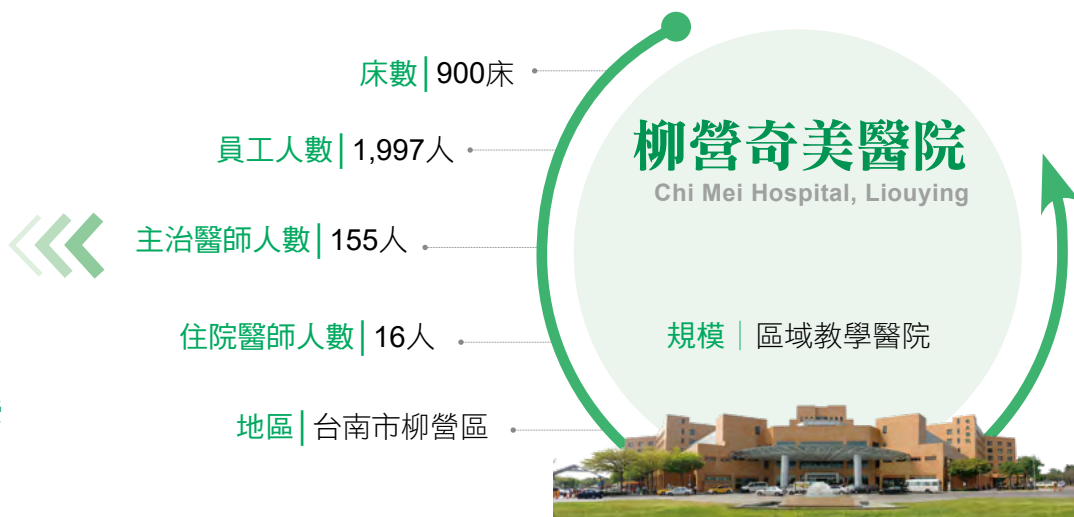 床數|900床
員工人數|1,997人
主治醫師人數|155人
住院醫師人數|16人
地區|台南市柳營區
柳營奇美醫院
Chi Mei Hospital, Liouying
規模|區域教學醫院